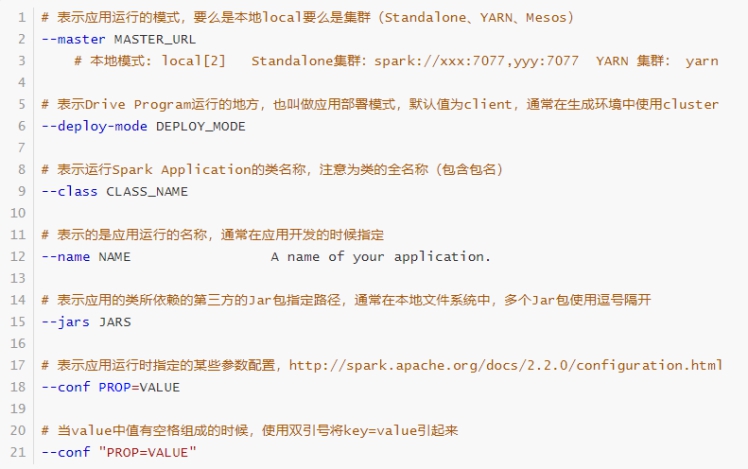 1 # 表示应用运行的模式，要么是本地local要么是集群（Standalone、YARN、Mesos）
2 --master MASTER_URL
3 # 本地模式: local[2] Standalone集群：spark://xxx:7077,yyy:7077 YARN 集群： yarn
4
5 # 表示Drive Program运行的地方，也叫做应用部署模式，默认值为client，通常在生成环境中使用cluster
6 --deploy-mode DEPLOY_MODE
7
8 # 表示运行Spark Application的类名称，注意为类的全名称（包含包名）
9 --class CLASS_NAME
10
11 # 表示的是应用运行的名称，通常在应用开发的时候指定
12 --name NAME A name of your application.
13
14 # 表示应用的类所依赖的第三方的Jar包指定路径，通常在本地文件系统中，多个Jar包使用逗号隔开
15 --jars JARS
16
17 # 表示应用运行时指定的某些参数配置，http://spark.apache.org/docs/2.2.0/configuration.html
18 --conf PROP=VALUE
19
20 # 当value中值有空格组成的时候，使用双引号将key=value引起来
21 --conf "PROP=VALUE"